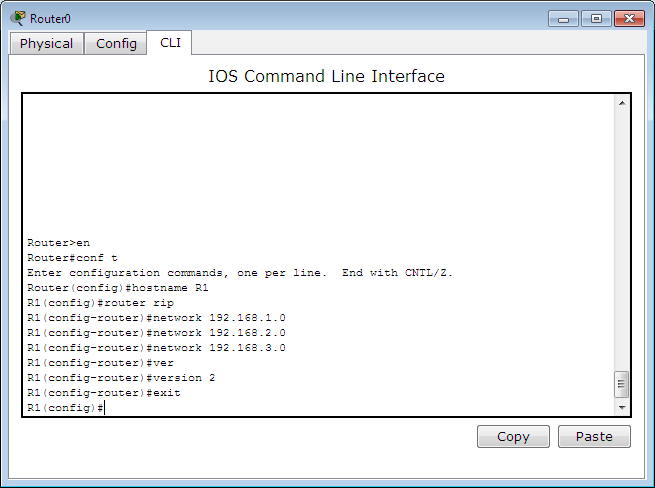 Router0
Physical Config CLI
IOS Command Line Interface
Router>en
Router#conf t
Enter configuration commands, one per line.  End with CNTL/Z.
Router(config)#hostname R1
R1(config)#router rip
R1(config-router)#network 192.168.1.0
R1(config-router)#network 192.168.2.0
R1(config-router)#network 192.168.3.0
R1(config-router)#ver
R1(config-router)#version 2
R1(config-router)#exit
R1(config)#
Copy Paste